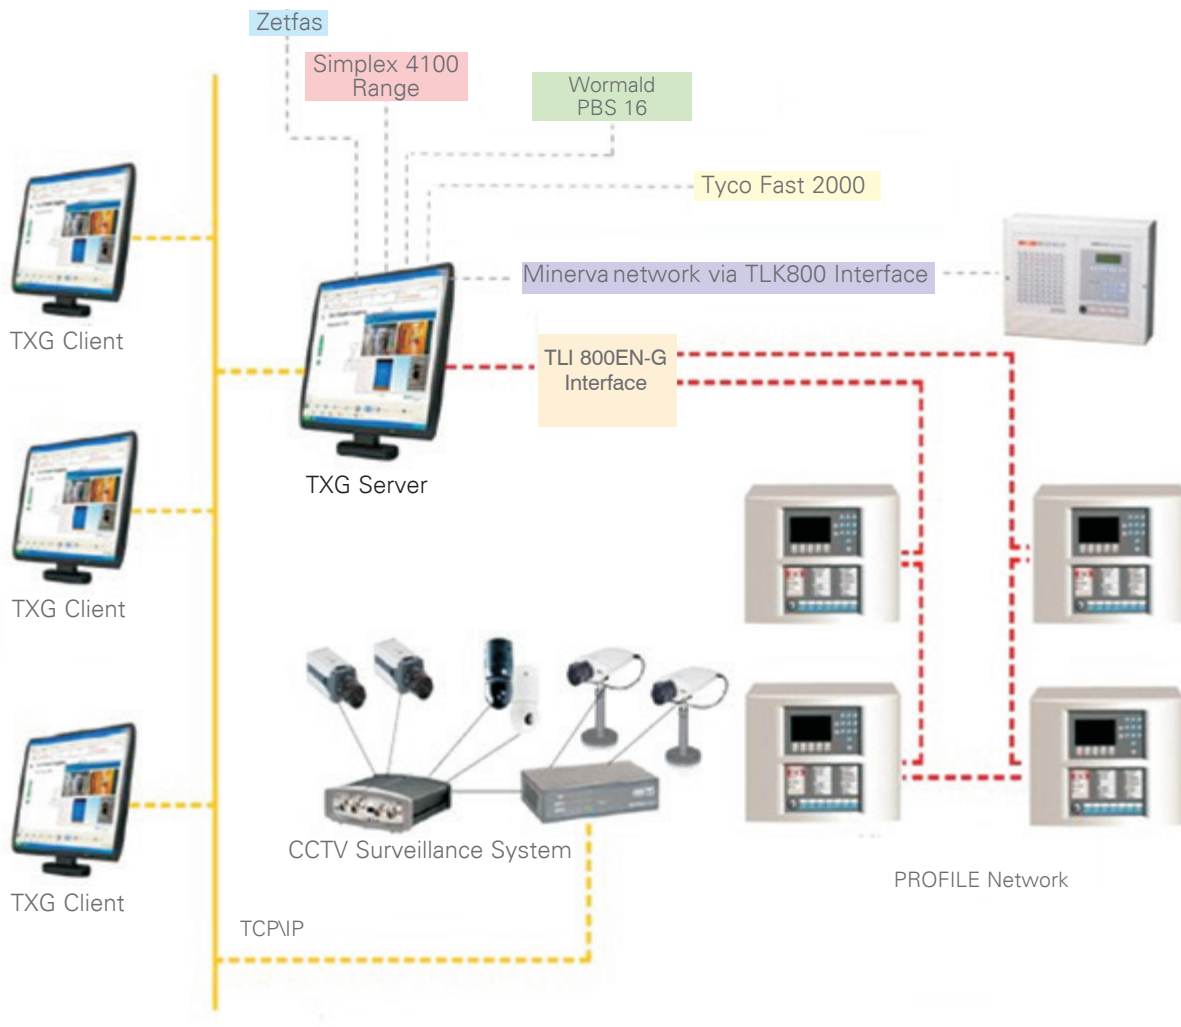 Zetfas
Simplex 4100
Range
Wormald
PBS 16
Tyco Fast 2000
Minerva network via TLK800 Interface
TXG Client
TLI 800EN-G
Interface
TXG Server
TXG Client
CCTV Surveillance System
PROFILE Network
TXG Client
TCP\IP